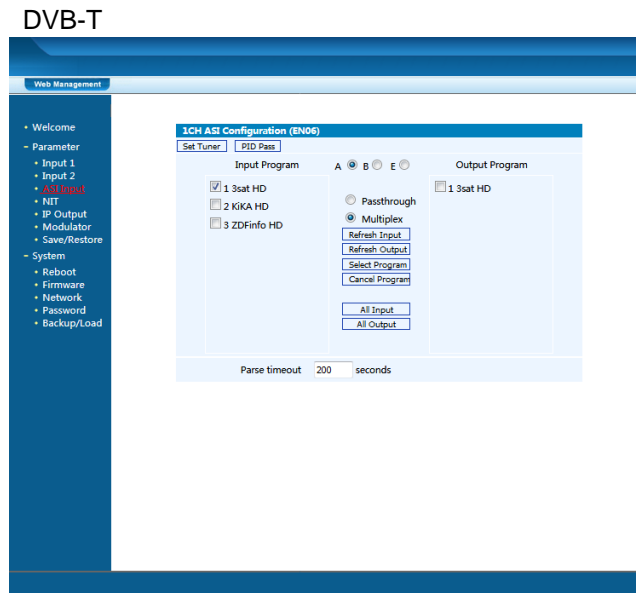 DVB-T
Web Management
• Welcome
– Parameter
• Input 1
• Input 2
• ASI Input
• NIT
• IP Output
• Modulator
• Save/Restore
– System
• Reboot
• Firmware
• Network
• Password
• Backup/Load
1CH ASI Configuration (EN06)
Set Tuner PID Pass
Input Program A B E Output Program
1 3sat HD
2 KiKA HD
3 ZDFinfo HD
Passthrough
Multiplex
Refresh Input
Refresh Output
Select Program
Cancel Program
All Input
All Output
1 3sat HD
Parse timeout 200 seconds